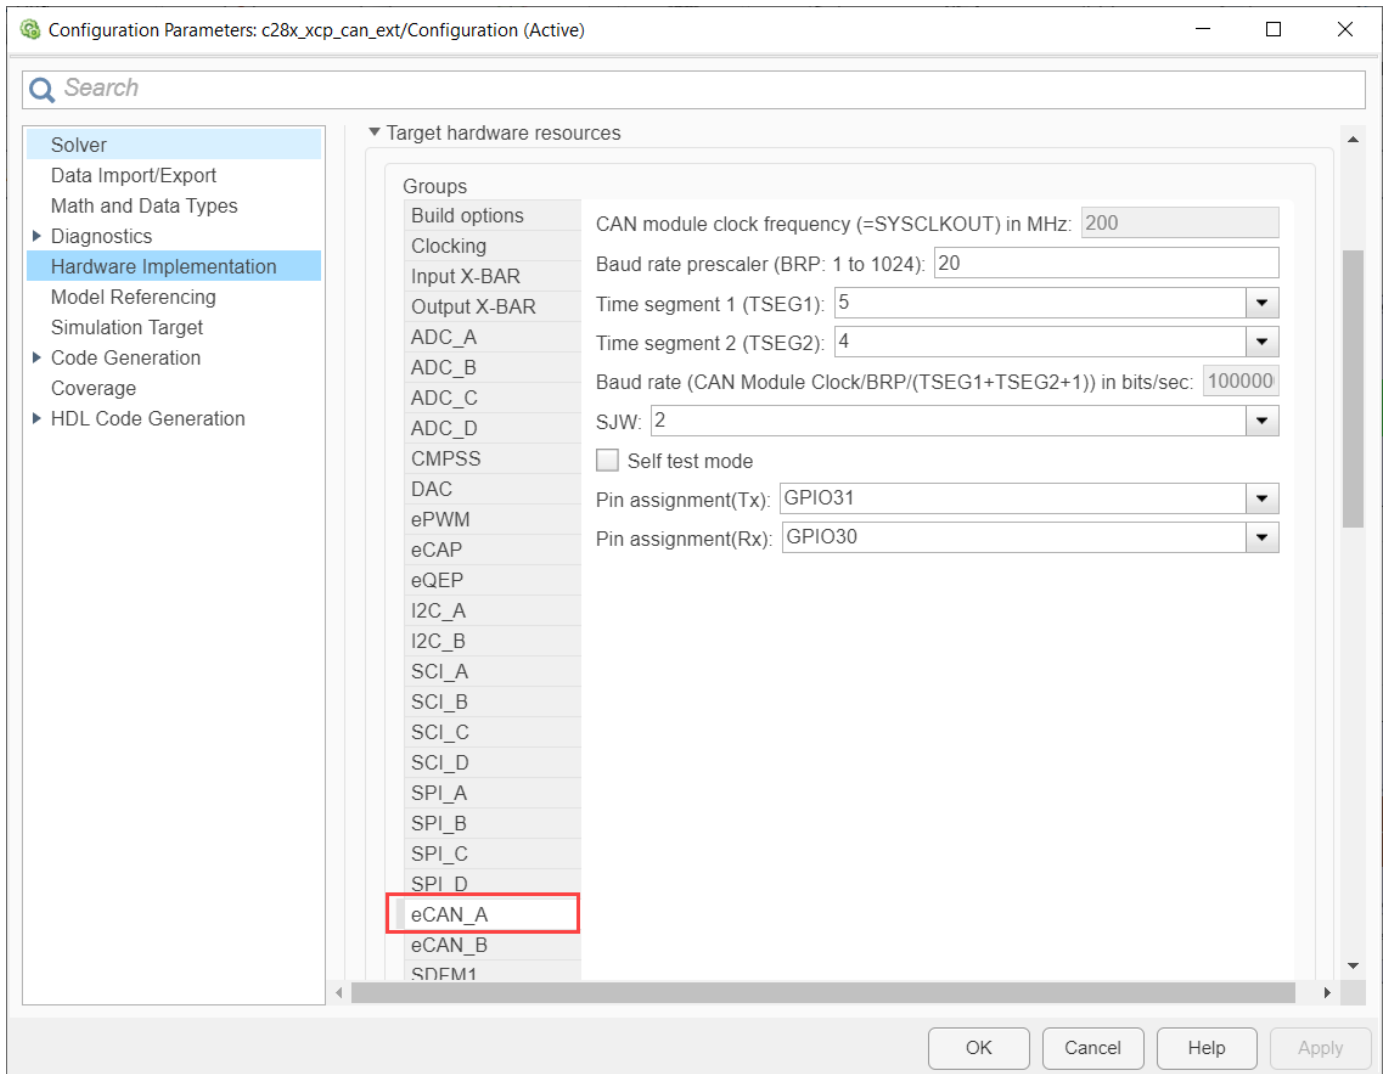 Configuration Parameters: c28x_xcp_can_ext/Configuration (Active)
Search
Solver
Data Import/Export
Math and Data Types
Diagnostics
Hardware Implementation
Model Referencing
Simulation Target
Code Generation
Coverage
HDL Code Generation
Target hardware resources
Groups
Build options
Clocking
Input X-BAR
Output X-BAR
ADC_A
ADC_B
ADC_C
ADC_D
CMPSS
DAC
ePWM
eCAP
eQEP
I2C_A
I2C_B
SCI_A
SCI_B
SCI_C
SCI_D
SPI_A
SPI_B
SPI_C
SPI_D
eCAN_A
eCAN_B
SDFM1
CAN module clock frequency (=SYSCLKOUT) in MHz: 200
Baud rate prescaler (BRP: 1 to 1024): 20
Time segment 1 (TSEG1): 5
Time segment 2 (TSEG2): 4
Baud rate (CAN Module Clock/BRP/(TSEG1+TSEG2+1)) in bits/sec: 100000
SJW: 2
Self test mode
Pin assignment(Tx): GPIO31
Pin assignment(Rx): GPIO30
OK
Cancel
Help
Apply